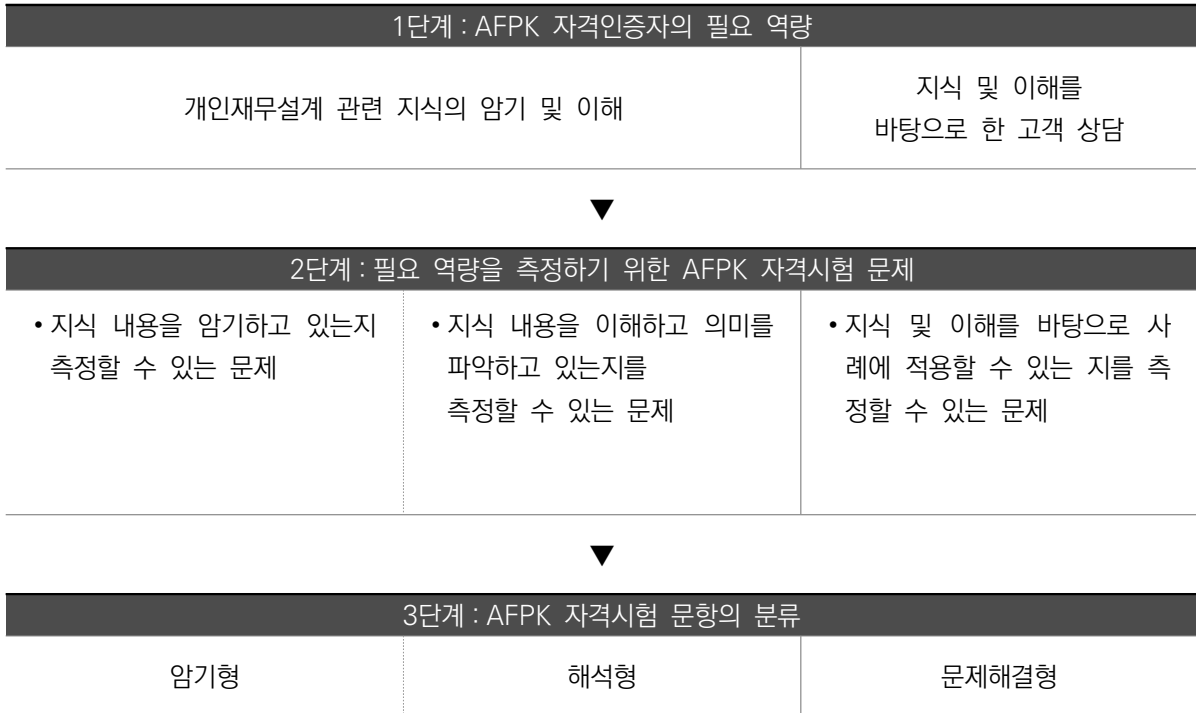 1단계 : AFPK 자격인증자의 필요 역량
개인재무설계 관련 지식의 암기 및 이해
지식 및 이해를
바탕으로 한 고객 상담
▼
2단계 : 필요 역량을 측정하기 위한 AFPK 자격시험 문제
• 지식 내용을 암기하고 있는지
측정할 수 있는 문제
• 지식 내용을 이해하고 의미를
파악하고 있는지를
측정할 수 있는 문제
• 지식 및 이해를 바탕으로 사
례에 적용할 수 있는 지를 측
정할 수 있는 문제
▼
3단계 : AFPK 자격시험 문항의 분류
암기형
해석형
문제해결형